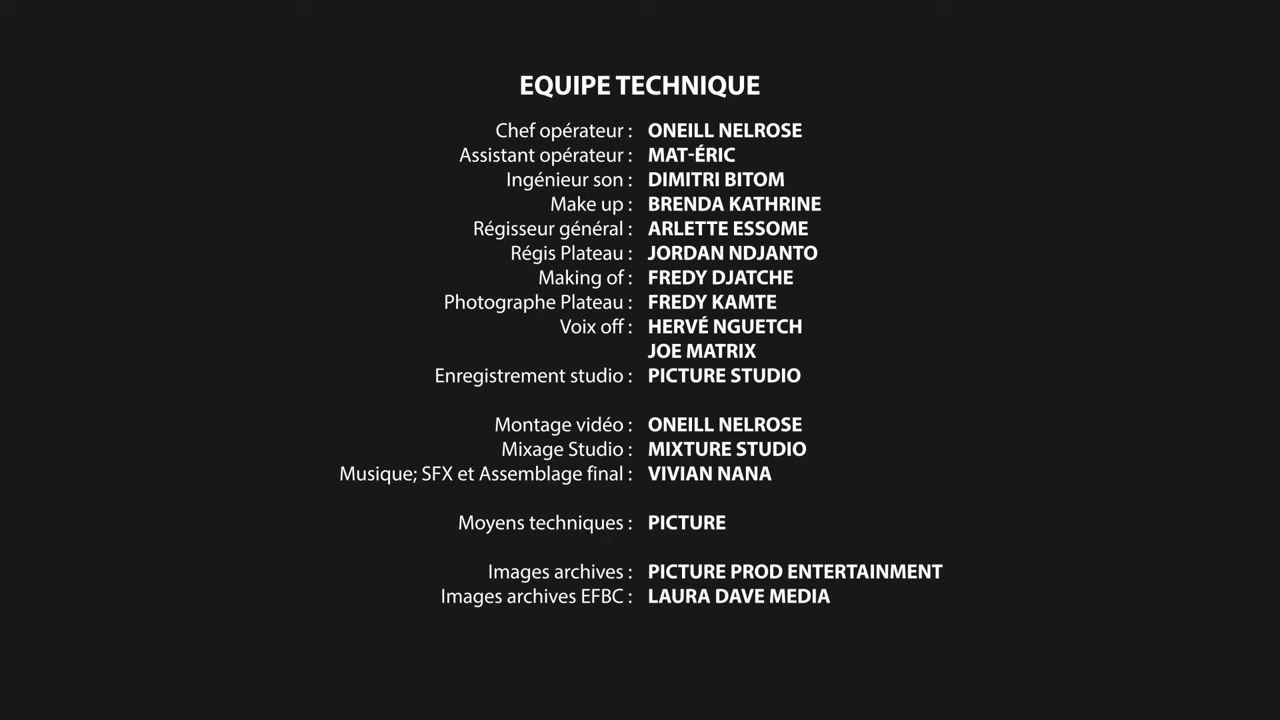 EQUIPE TECHNIQUE
Chef opérateur : ONEILL NELROSE
Assistant opérateur : MAT-ÉRIC
Ingénieur son : DIMITRI BITOM
Make up : BRENDA KATHRINE
Régisseur général : ARLETTE ESSOME
Régis Plateau : JORDAN NDJANTO
Making of : FREDY DJATCHE
Photographe Plateau : FREDY KAMTE
Voix off : HERVÉ NGUETCH
JOE MATRIX
Enregistrement studio : PICTURE STUDIO
Montage vidéo : ONEILL NELROSE
Mixage Studio : MIXTURE STUDIO
Musique; SFX et Assemblage final : VIVIAN NANA
Moyens techniques : PICTURE
Images archives : PICTURE PROD ENTERTAINMENT
Images archives EFBC : LAURA DAVE MEDIA